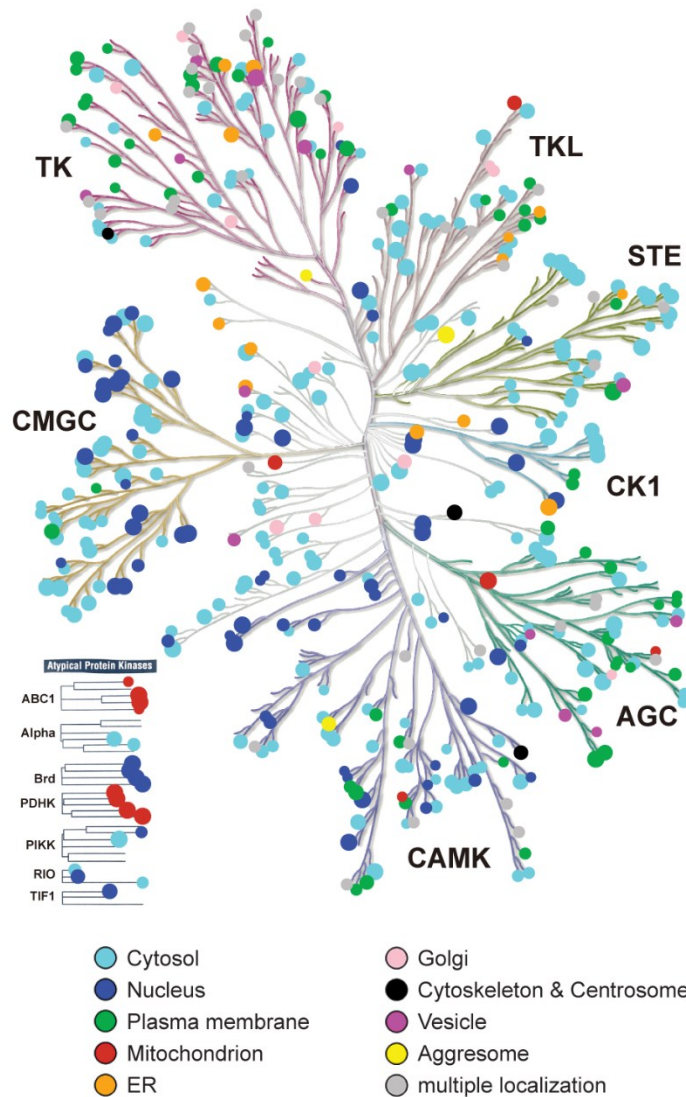 TK
TKL
STE
CMGC
CK1
AGC
CAMK
Atypical Protein Kinases
ABC1
Alpha
Brd
PDHK
PIKK
RIO
TIF1
Cytosol
Nucleus
Plasma membrane
Mitochondrion
ER
Golgi
Cytoskeleton & Centrosome
Vesicle
Aggresome
multiple localization